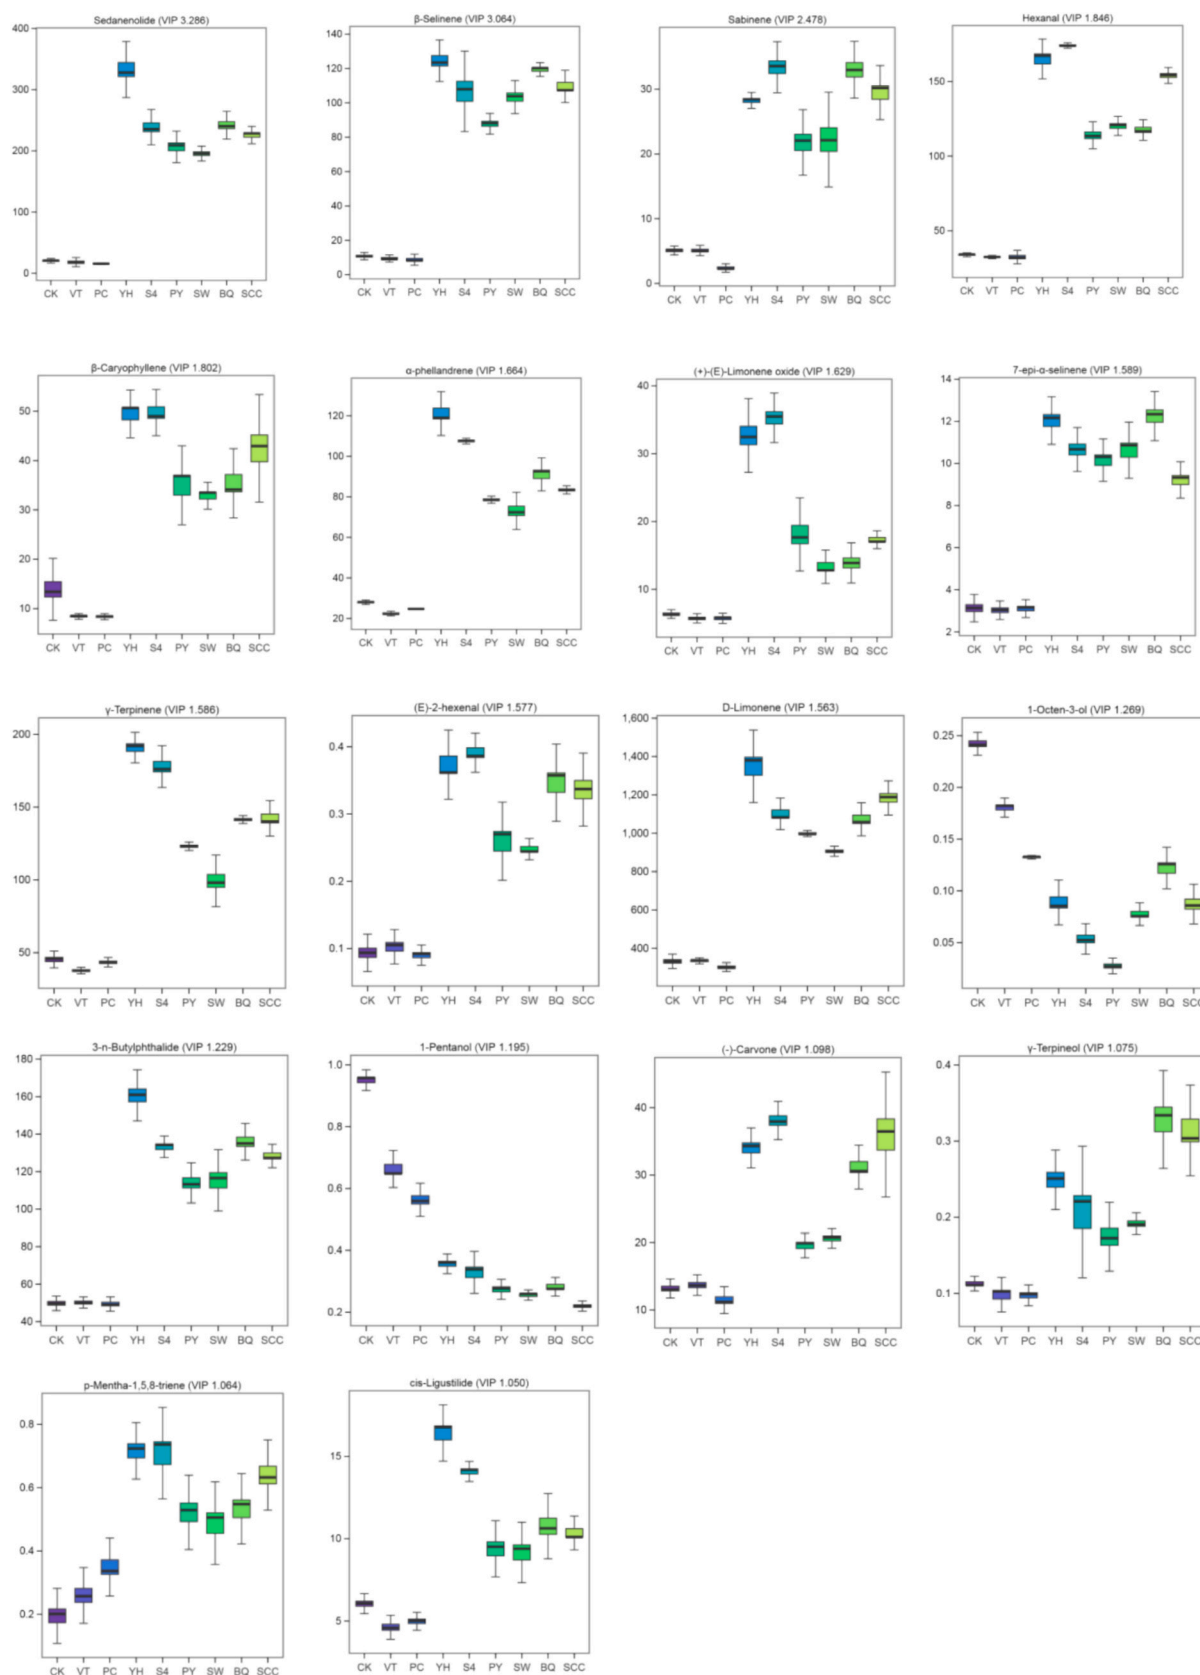 Sedanenolide (VIP 3.286)
400
300
200
100
0
CK VT PC YH S4 PY SW BQ SCC
β-Selinene (VIP 3.064)
140
120
100
80
60
40
20
0
CK VT PC YH S4 PY SW BQ SCC
Sabinene (VIP 2.478)
30
20
10
0
CK VT PC YH S4 PY SW BQ SCC
Hexanal (VIP 1.846)
150
100
50
CK VT PC YH S4 PY SW BQ SCC
β-Caryophyllene (VIP 1.802)
50
40
30
20
10
CK VT PC YH S4 PY SW BQ SCC
α-phellandrene (VIP 1.664)
120
100
80
60
40
20
CK VT PC YH S4 PY SW BQ SCC
(+)-(E)-Limonene oxide (VIP 1.629)
40
30
20
10
CK VT PC YH S4 PY SW BQ SCC
7-epi-α-selinene (VIP 1.589)
14
12
10
8
6
4
2
CK VT PC YH S4 PY SW BQ SCC
γ-Terpinene (VIP 1.586)
200
150
100
50
CK VT PC YH S4 PY SW BQ SCC
(E)-2-hexenal (VIP 1.577)
0.4
0.3
0.2
0.1
CK VT PC YH S4 PY SW BQ SCC
D-Limonene (VIP 1.563)
1,600
1,400
1,200
1,000
800
600
400
CK VT PC YH S4 PY SW BQ SCC
1-Octen-3-ol (VIP 1.269)
0.25
0.20
0.15
0.10
0.05
CK VT PC YH S4 PY SW BQ SCC
3-n-Butylphthalide (VIP 1.229)
180
160
140
120
100
80
60
40
CK VT PC YH S4 PY SW BQ SCC
1-Pentanol (VIP 1.195)
1.0
0.8
0.6
0.4
0.2
CK VT PC YH S4 PY SW BQ SCC
(-)-Carvone (VIP 1.098)
40
30
20
10
CK VT PC YH S4 PY SW BQ SCC
γ-Terpineol (VIP 1.075)
0.4
0.3
0.2
0.1
CK VT PC YH S4 PY SW BQ SCC
p-Mentha-1,5,8-triene (VIP 1.064)
0.8
0.6
0.4
0.2
CK VT PC YH S4 PY SW BQ SCC
cis-Ligustilide (VIP 1.050)
15
10
5
CK VT PC YH S4 PY SW BQ SCC